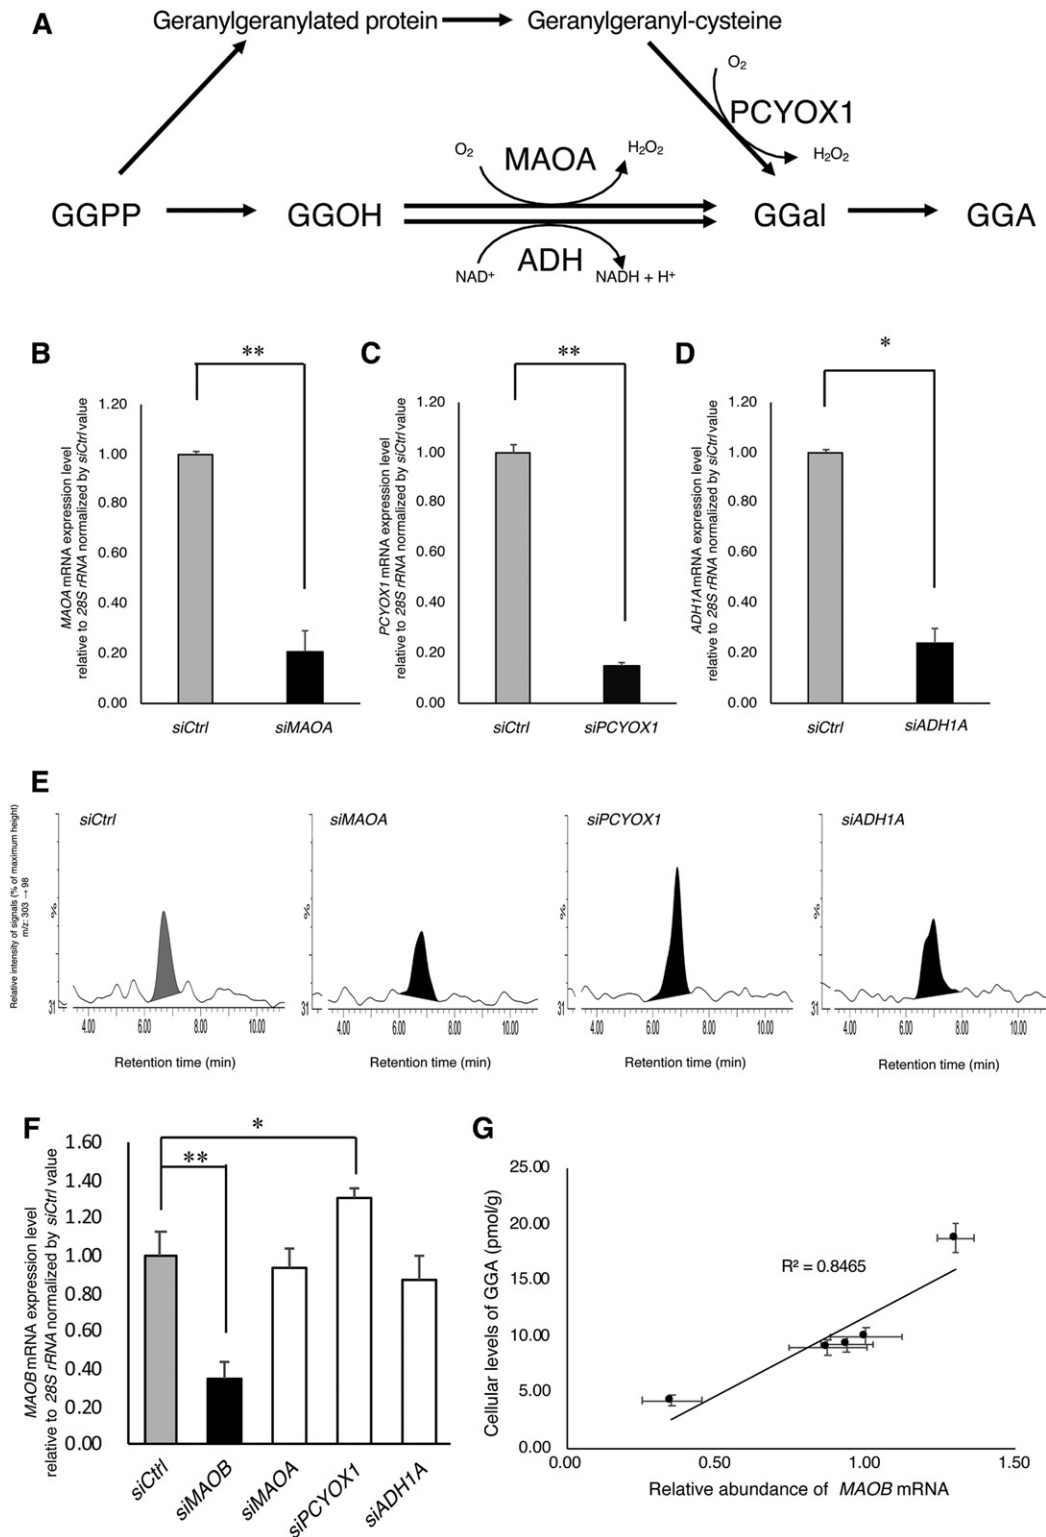 A
Geranylgeranylated protein
Geranylgeranyl-cysteine
O₂
PCYOX1
H₂O₂
O₂
MAOA
H₂O₂
GGPP
GGOH
GGal
GGA
NAD⁺
ADH
NADH + H⁺
B
**
MAOA mRNA expression level
relative to 28S rRNA normalized by siCtrl value
1.20
1.00
0.80
0.60
0.40
0.20
0.00
siCtrl
siMAOA
C
**
PCYOX1 mRNA expression level
relative to 28S rRNA normalized by siCtrl value
1.20
1.00
0.80
0.60
0.40
0.20
0.00
siCtrl
siPCYOX1
D
*
ADH1A mRNA expression level
relative to 28S rRNA normalized by siCtrl value
1.20
1.00
0.80
0.60
0.40
0.20
0.00
siCtrl
siADH1A
E
Relative intensity of signals (% of maximum height)
m/z: 303 → 98
siCtrl
%
31
4.00 6.00 8.00 10.00
Retention time (min)
siMAOA
%
31
4.00 6.00 8.00 10.00
Retention time (min)
siPCYOX1
%
31
4.00 6.00 8.00 10.00
Retention time (min)
siADH1A
%
31
4.00 6.00 8.00 10.00
Retention time (min)
F
*
**
MAOB mRNA expression level
relative to 28S rRNA normalized by siCtrl value
1.60
1.40
1.20
1.00
0.80
0.60
0.40
0.20
0.00
siCtrl
siMAOB
siMAOA
siPCYOX1
siADH1A
G
Cellular levels of GGA (pmol/g)
25.00
20.00
15.00
10.00
5.00
0.00
R² = 0.8465
0.00 0.50 1.00 1.50
Relative abundance of MAOB mRNA